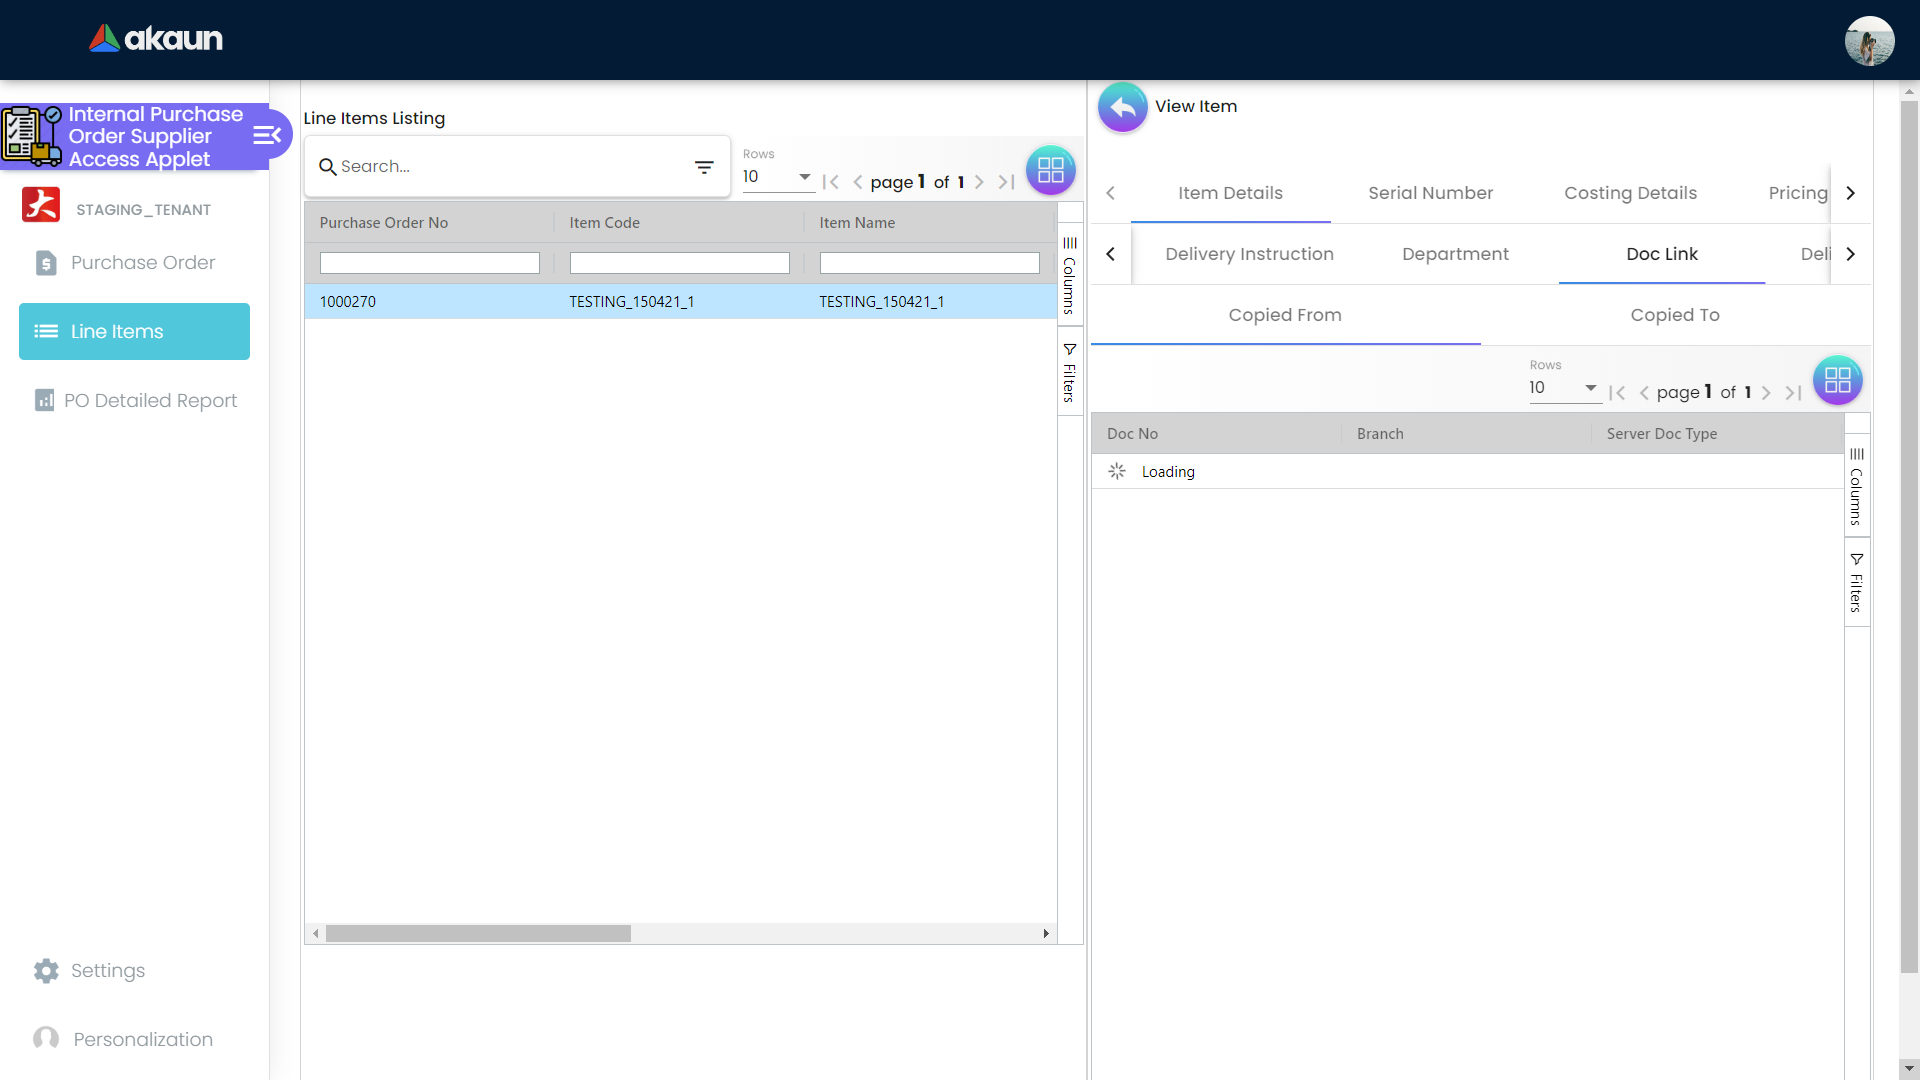 akaun
Internal Purchase
Order Supplier
Access Applet
STAGING_TENANT
Purchase Order
Line Items
PO Detailed Report
Settings
Personalization
Line Items Listing
Search...
Rows
10
page 1 of 1
Purchase Order No
Item Code
Item Name
1000270
TESTING_150421_1
TESTING_150421_1
Columns
Filters
View Item
Item Details
Serial Number
Costing Details
Pricing
Delivery Instruction
Department
Doc Link
Deli
Copied From
Copied To
Rows
10
page 1 of 1
Doc No
Branch
Server Doc Type
Loading
Columns
Filters